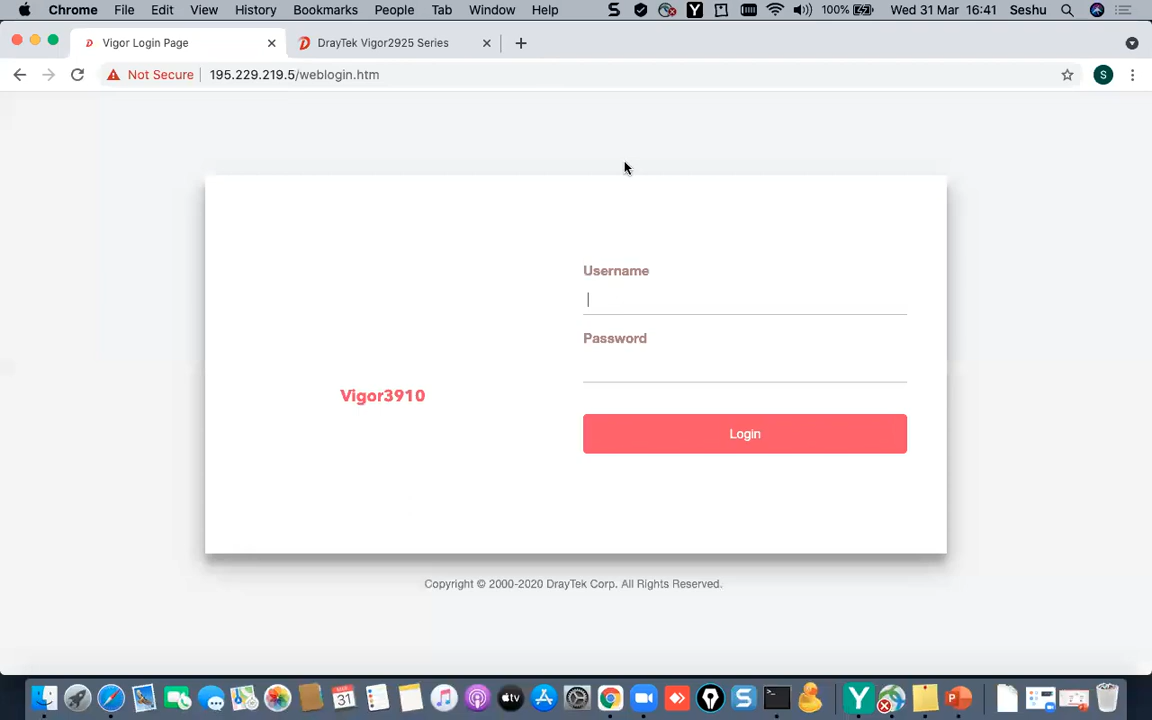 Chrome File Edit View History Bookmarks People Tab Window Help 100% Wed 31 Mar 16:41 Seshu
Vigor Login Page DrayTek Vigor2925 Series
Not Secure 195.229.219.5/weblogin.htm S
Username
Password
Vigor3910
Login
Copyright © 2000-2020 DrayTek Corp. All Rights Reserved.